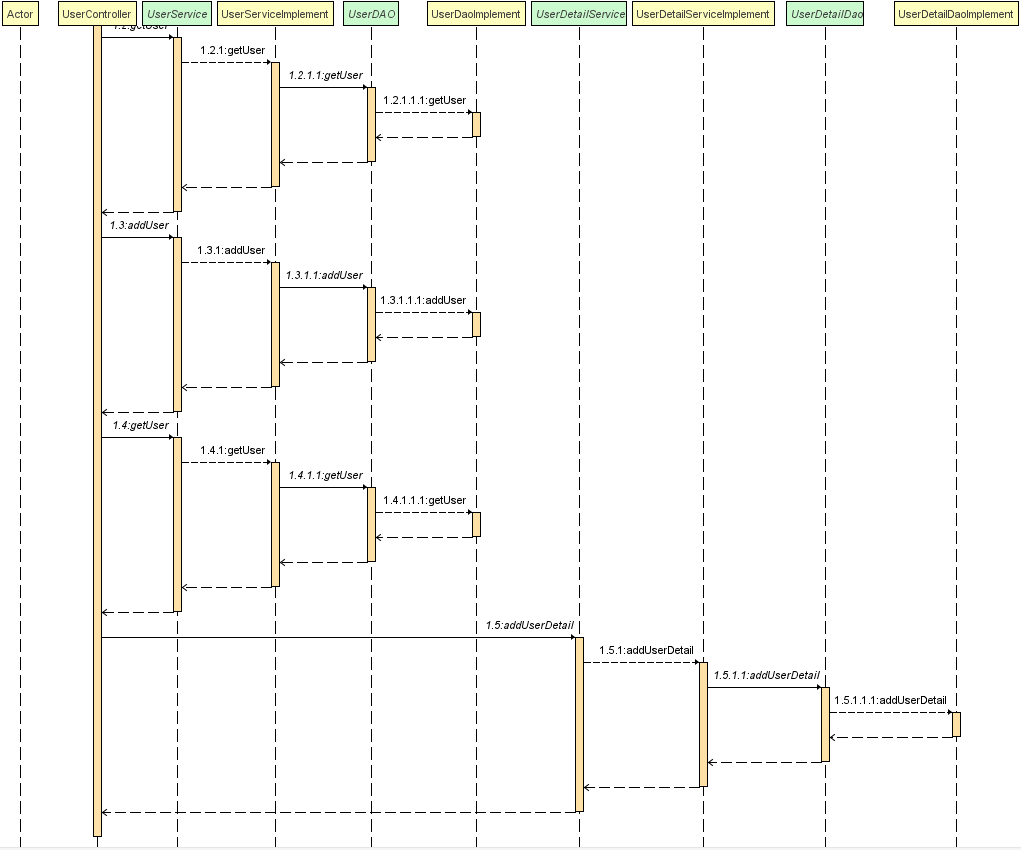 Actor
UserController
UserService
UserServiceImplement
UserDAO
UserDaoImplement
UserDetailService
UserDetailServiceImplement
UserDetailDao
UserDetailDaoImplement
1.2:getUser
1.2.1:getUser
1.2.1.1:getUser
1.2.1.1.1:getUser
1.3:addUser
1.3.1:addUser
1.3.1.1:addUser
1.3.1.1.1:addUser
1.4:getUser
1.4.1:getUser
1.4.1.1:getUser
1.4.1.1.1:getUser
1.5:addUserDetail
1.5.1:addUserDetail
1.5.1.1:addUserDetail
1.5.1.1.1:addUserDetail